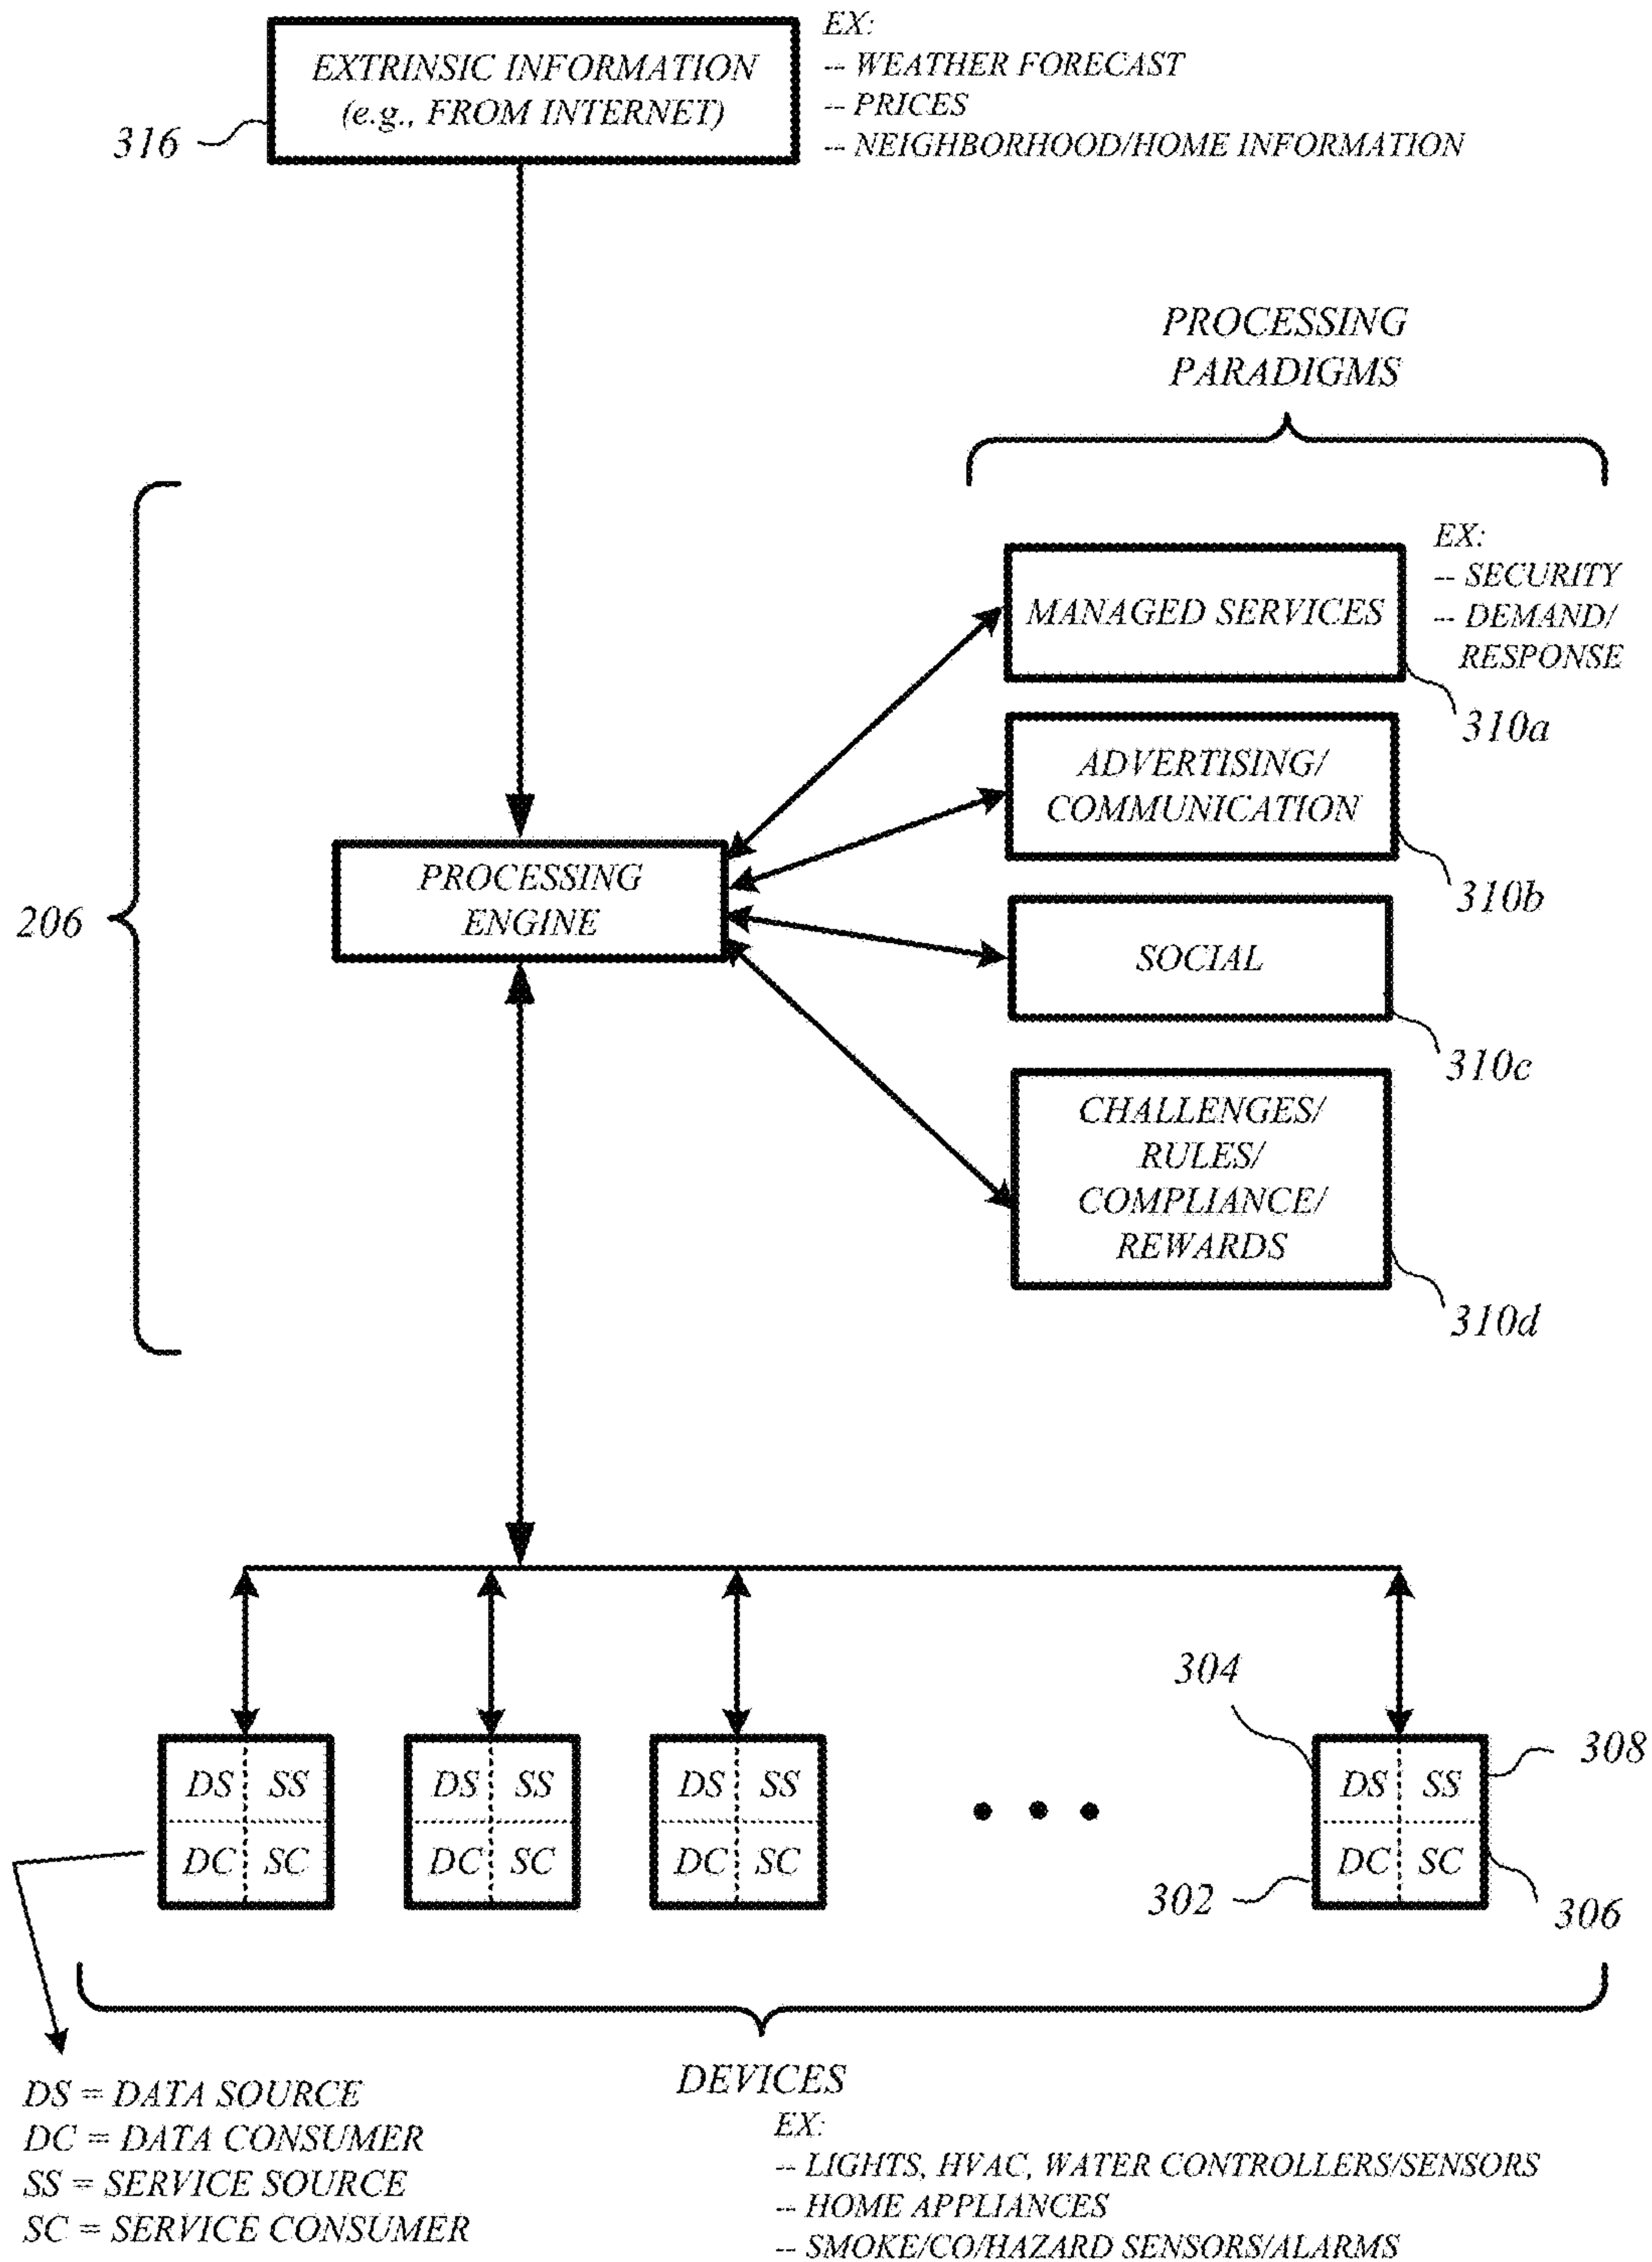 EXTRINSIC INFORMATION
(e.g., FROM INTERNET)
316
EX:
-- WEATHER FORECAST
-- PRICES
-- NEIGHBORHOOD/HOME INFORMATION
PROCESSING
PARADIGMS
206
PROCESSING
ENGINE
MANAGED SERVICES
EX:
-- SECURITY
-- DEMAND/
RESPONSE
310a
ADVERTISING/
COMMUNICATION
310b
SOCIAL
310c
CHALLENGES/
RULES/
COMPLIANCE/
REWARDS
310d
DS SS
DC SC
DS SS
DC SC
DS SS
DC SC
304
308
DS SS
DC SC
302
306
DS = DATA SOURCE
DC = DATA CONSUMER
SS = SERVICE SOURCE
SC = SERVICE CONSUMER
DEVICES
EX:
-- LIGHTS, HVAC, WATER CONTROLLERS/SENSORS
-- HOME APPLIANCES
-- SMOKE/CO/HAZARD SENSORS/ALARMS